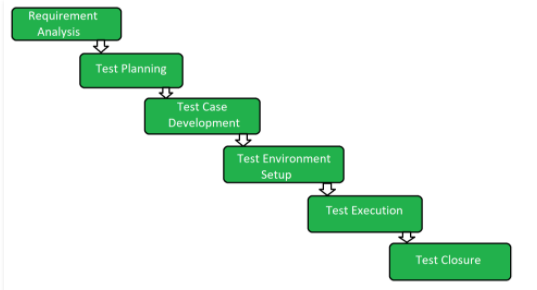 Requirement
Analysis
Test Planning
Test Case
Development
Test Environment
Setup
Test Execution
Test Closure